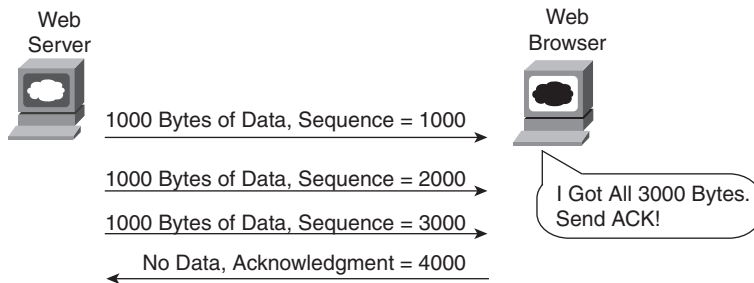 Web
Server
Web
Browser
1000 Bytes of Data, Sequence = 1000
1000 Bytes of Data, Sequence = 2000
1000 Bytes of Data, Sequence = 3000
No Data, Acknowledgment = 4000
I Got All 3000 Bytes.
Send ACK!